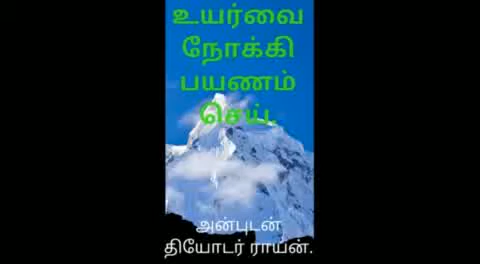 உயர்வை
நோக்கி
பயணம்
செய்.
அன்புடன்
தியோடர் ராயன்.